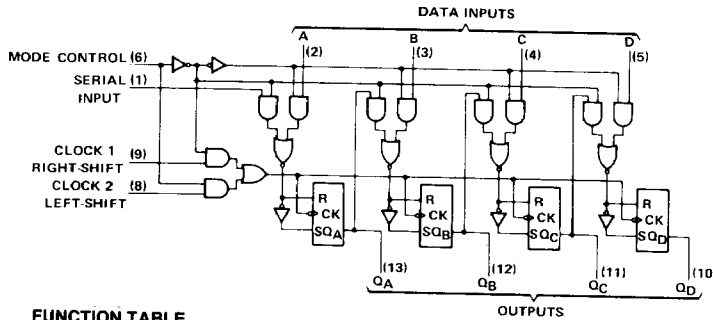 DATA INPUTS
A B C D
(2) (3) (4) (5)
MODE CONTROL (6)
SERIAL (1)
INPUT
CLOCK 1 (9)
RIGHT-SHIFT
CLOCK 2 (8)
LEFT-SHIFT
R R R R
CK CK CK CK
SQA SQB SQC SQD
(13) (12) (11) (10
QA QB QC QD
OUTPUTS
FUNCTION TABLE